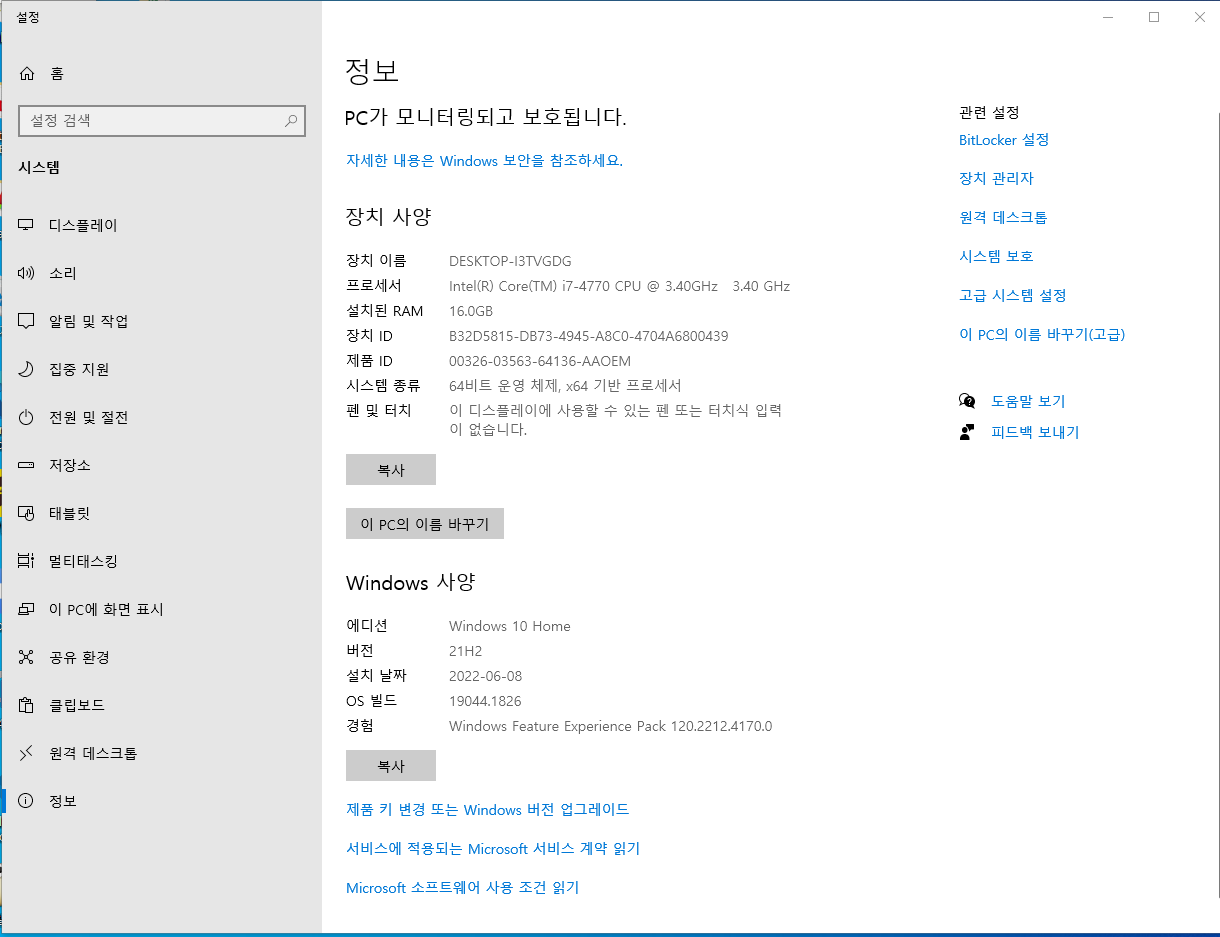 설정
홈
설정 검색
시스템
디스플레이
소리
알림 및 작업
집중 지원
전원 및 절전
저장소
태블릿
멀티태스킹
이 PC에 화면 표시
공유 환경
클립보드
원격 데스크톱
정보
정보
PC가 모니터링되고 보호됩니다.
자세한 내용은 Windows 보안을 참조하세요.
장치 사양
장치 이름 DESKTOP-I3TVGDG
프로세서 Intel(R) Core(TM) i7-4770 CPU @ 3.40GHz 3.40 GHz
설치된 RAM 16.0GB
장치 ID B32D5815-DB73-4945-A8C0-4704A6800439
제품 ID 00326-03563-64136-AAOEM
시스템 종류 64비트 운영 체제, x64 기반 프로세서
펜 및 터치 이 디스플레이에 사용할 수 있는 펜 또는 터치식 입력
이 없습니다.
복사
이 PC의 이름 바꾸기
Windows 사양
에디션 Windows 10 Home
버전 21H2
설치 날짜 2022-06-08
OS 빌드 19044.1826
경험 Windows Feature Experience Pack 120.2212.4170.0
복사
제품 키 변경 또는 Windows 버전 업그레이드
서비스에 적용되는 Microsoft 서비스 계약 읽기
Microsoft 소프트웨어 사용 조건 읽기
관련 설정
BitLocker 설정
장치 관리자
원격 데스크톱
시스템 보호
고급 시스템 설정
이 PC의 이름 바꾸기(고급)
도움말 보기
피드백 보내기